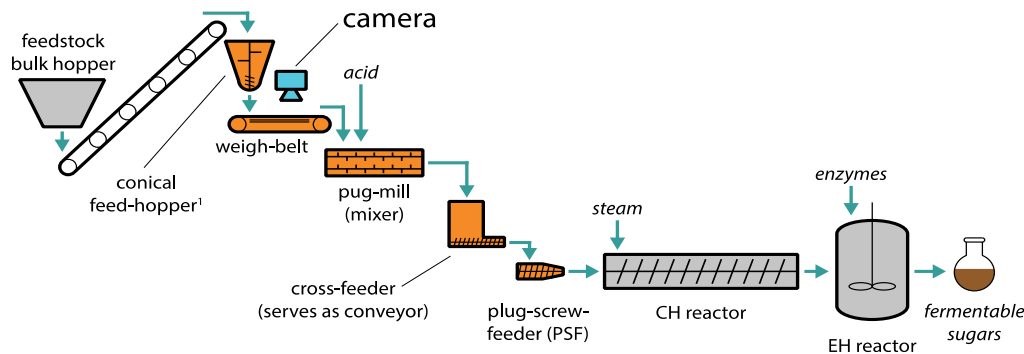 feedstock
bulk hopper
camera
acid
weigh-belt
conical
feed-hopper¹
pug-mill
(mixer)
cross-feeder
(serves as conveyor)
plug-screw-
feeder (PSF)
steam
CH reactor
enzymes
EH reactor
fermentable
sugars